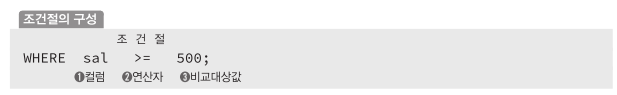 조건절의 구성
조 건 절
WHERE sal >= 500;
❶컬럼 ❷연산자 ❸비교대상값